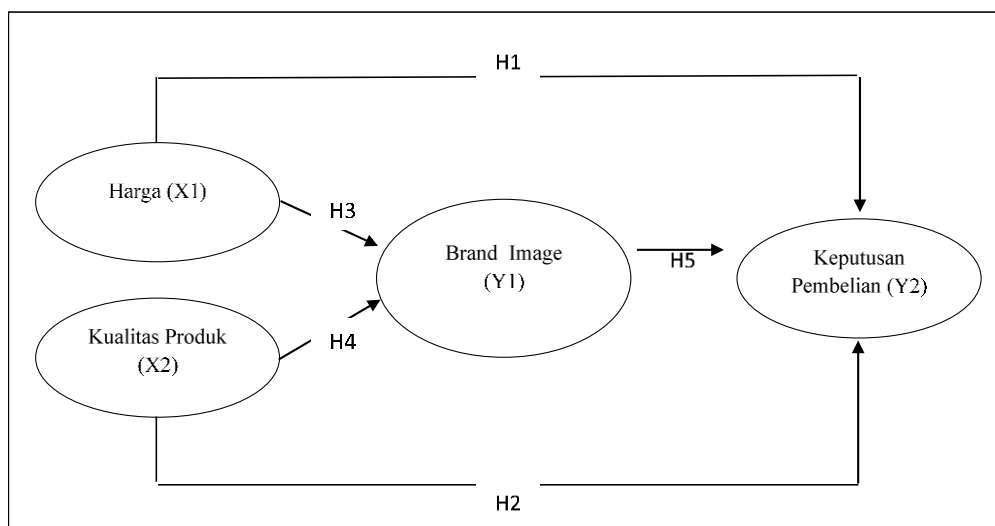 H1
Harga (X1)
H3
Brand Image
(Y1)
H5
Keputusan
Pembelian (Y2)
Kualitas Produk
(X2)
H4
H2